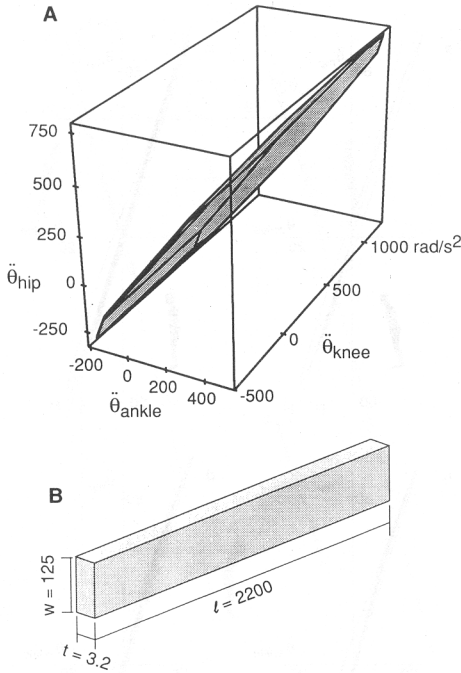 A
750
500
250
0
-250
θ̈hip
-200
0
200
400
θ̈ankle
-500
0
500
1000 rad/s²
θ̈knee
B
w = 125
t = 3.2
ℓ = 2200